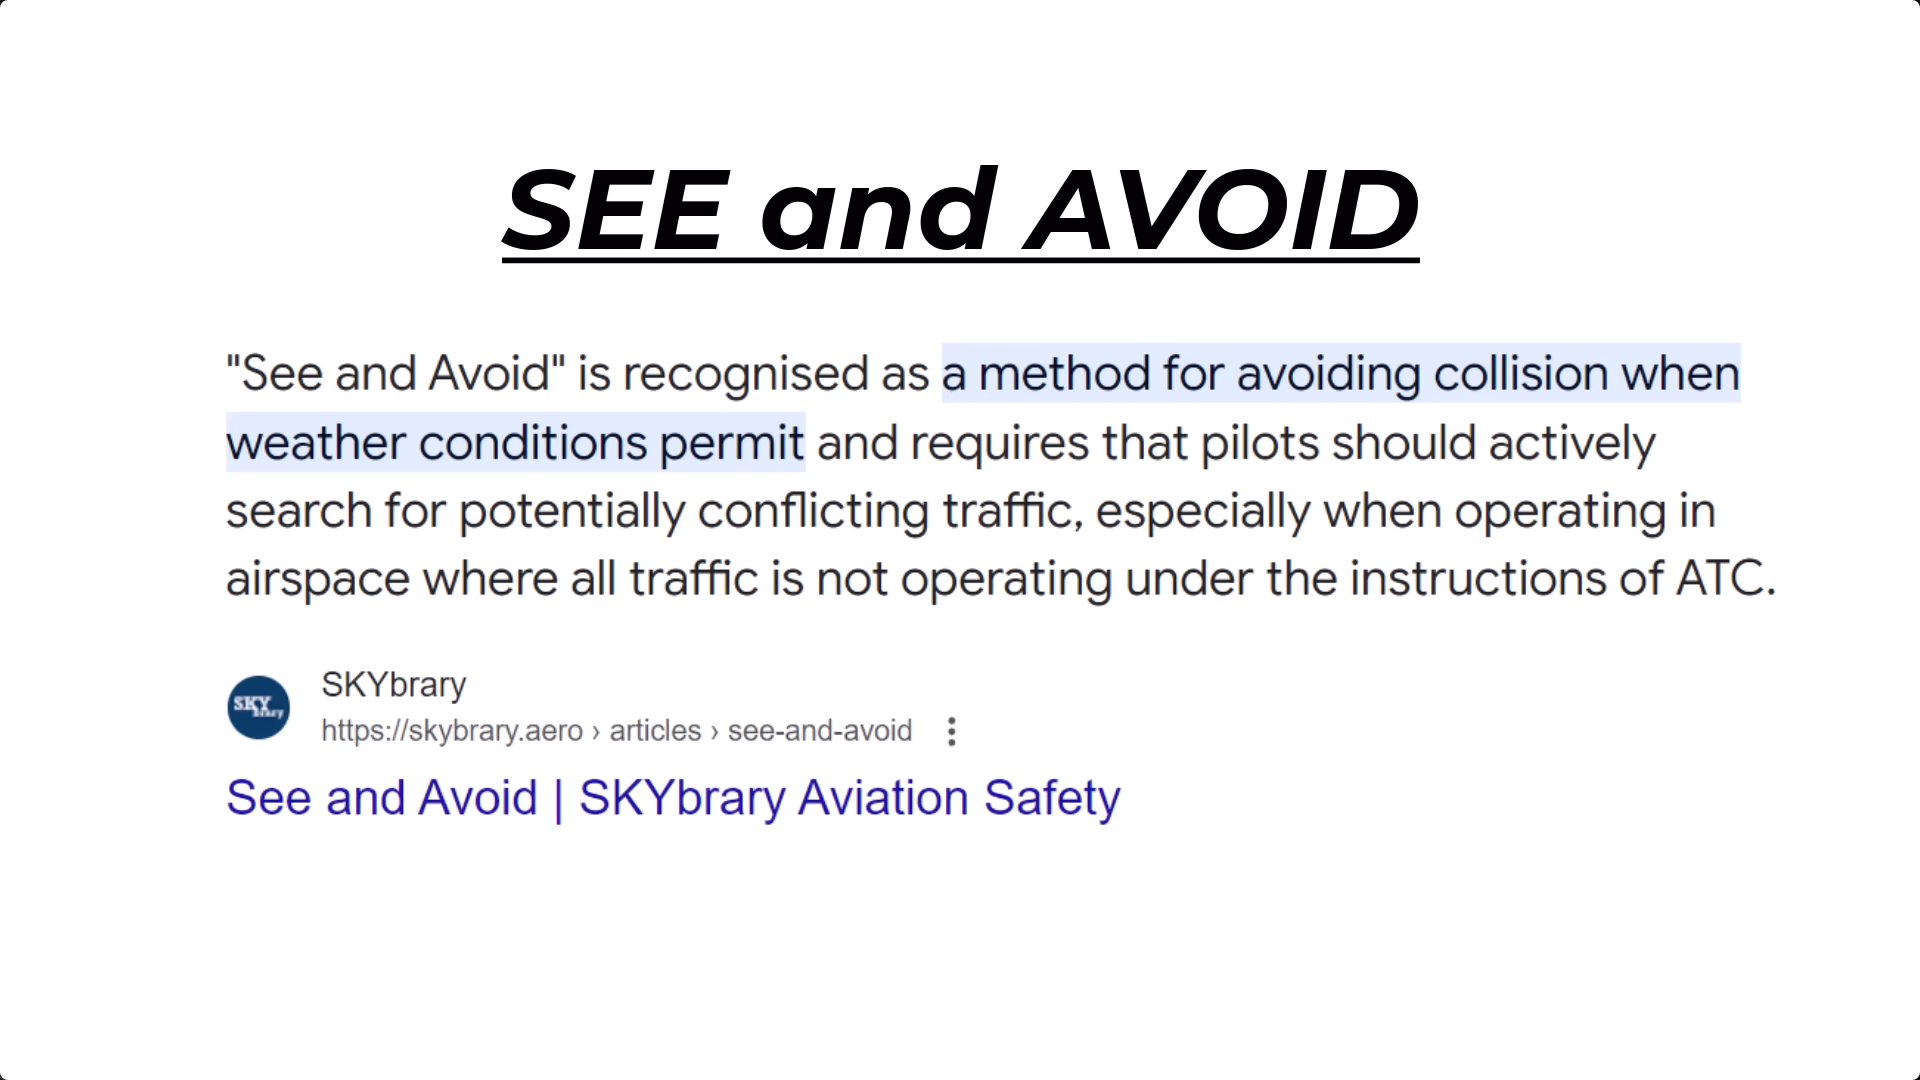 SEE and AVOID
"See and Avoid" is recognised as a method for avoiding collision when
weather conditions permit and requires that pilots should actively
search for potentially conflicting traffic, especially when operating in
airspace where all traffic is not operating under the instructions of ATC.
SKY
brary
SKYbrary
https://skybrary.aero › articles › see-and-avoid
See and Avoid | SKYbrary Aviation Safety